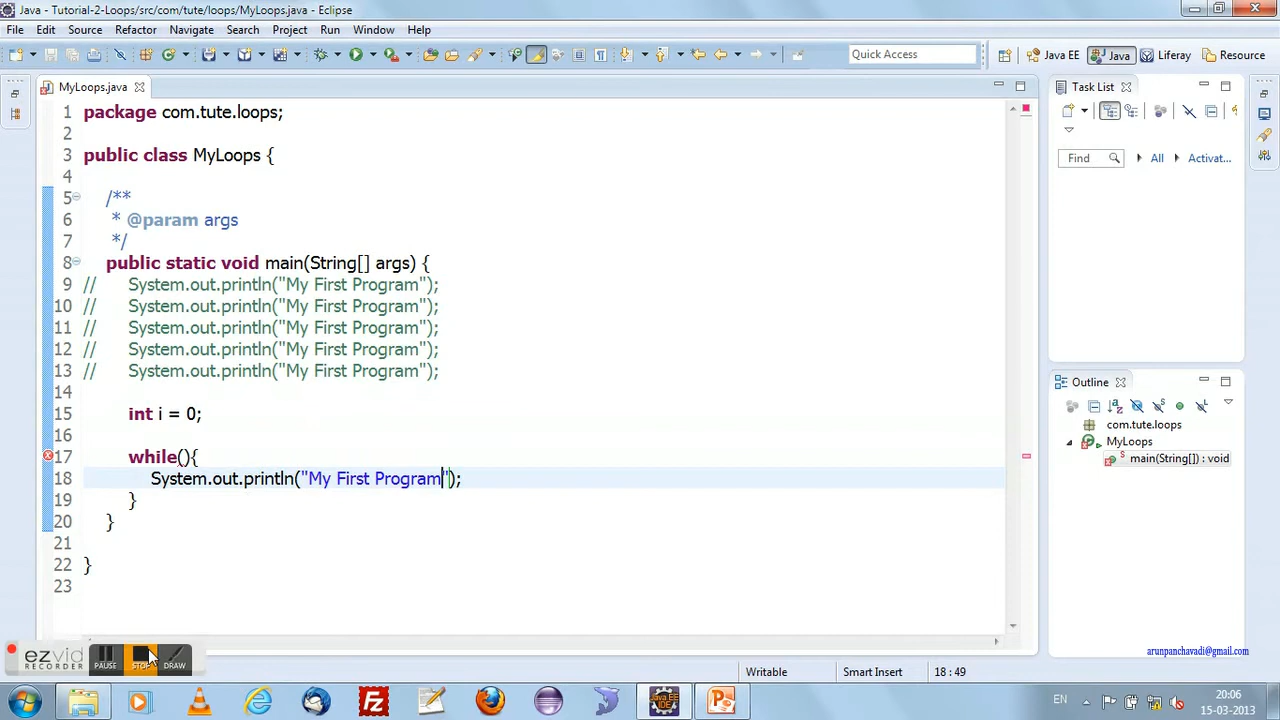 Java - Tutorial-2-Loops/src/com/tute/loops/MyLoops.java - Eclipse
File Edit Source Refactor Navigate Search Project Run Window Help
Quick Access
Java EE Java Liferay Resource
MyLoops.java
1 package com.tute.loops;
2
3 public class MyLoops {
4
5 /**
6 * @param args
7 */
8 public static void main(String[] args) {
9 // System.out.println("My First Program");
10 // System.out.println("My First Program");
11 // System.out.println("My First Program");
12 // System.out.println("My First Program");
13 // System.out.println("My First Program");
14
15 int i = 0;
16
17 while(){
18 System.out.println("My First Program");
19 }
20 }
21
22 }
23
Task List
Find All Activat...
Outline
com.tute.loops
MyLoops
main(String[]) : void
arunpanchavadi@gmail.com
ezvid
RECORDER
PAUSE STOP DRAW
Writable Smart Insert 18 : 49
Java EE
IDE
EN
20:06
15-03-2013